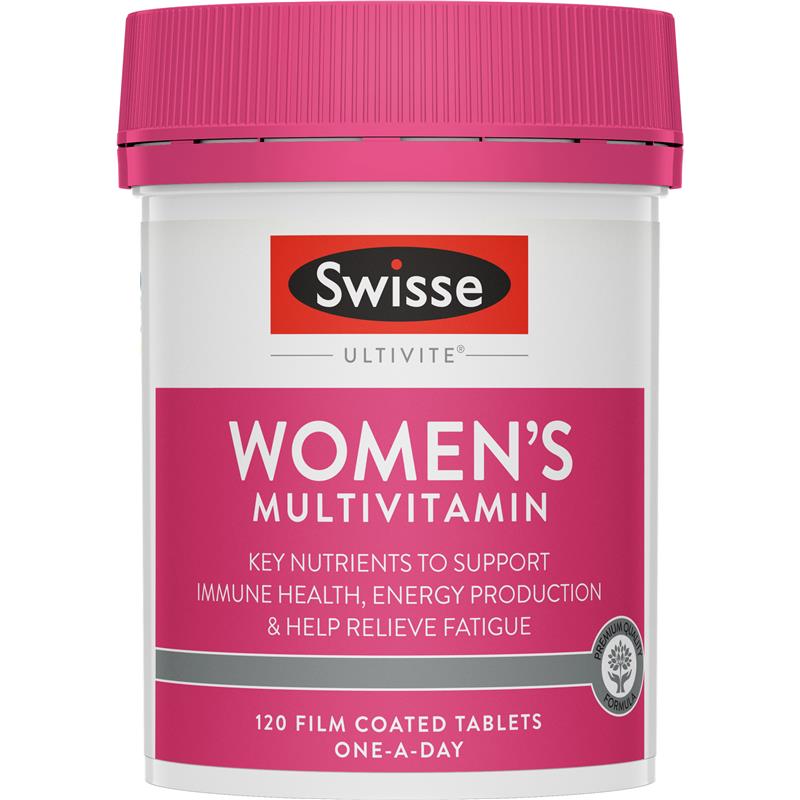 Swisse
ULTIVITE®
WOMEN'S
MULTIVITAMIN
KEY NUTRIENTS TO SUPPORT
IMMUNE HEALTH, ENERGY PRODUCTION
& HELP RELIEVE FATIGUE
PREMIUM QUALITY
FORMULA
120 FILM COATED TABLETS
ONE-A-DAY